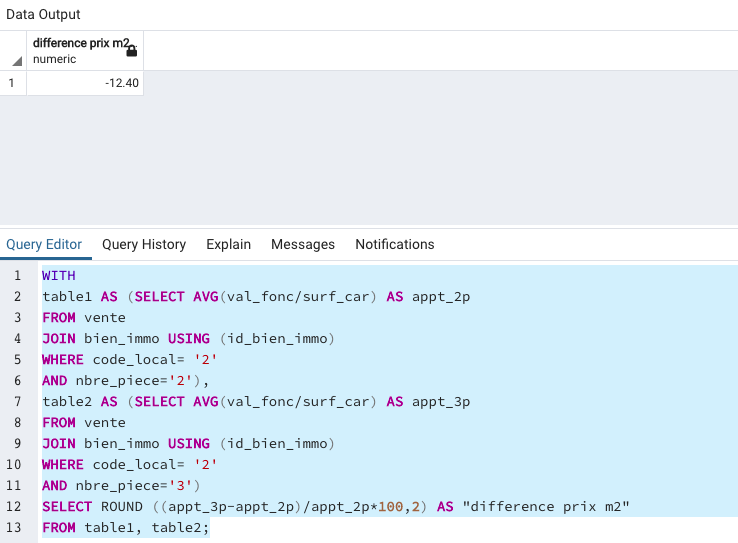 Data Output
difference prix m2
numeric
1 -12.40
Query Editor Query History Explain Messages Notifications
1 WITH
2 table1 AS (SELECT AVG(val_fonc/surf_car) AS appt_2p
3 FROM vente
4 JOIN bien_immo USING (id_bien_immo)
5 WHERE code_local= '2'
6 AND nbre_piece='2'),
7 table2 AS (SELECT AVG(val_fonc/surf_car) AS appt_3p
8 FROM vente
9 JOIN bien_immo USING (id_bien_immo)
10 WHERE code_local= '2'
11 AND nbre_piece='3')
12 SELECT ROUND ((appt_3p-appt_2p)/appt_2p*100,2) AS "difference prix m2"
13 FROM table1, table2;